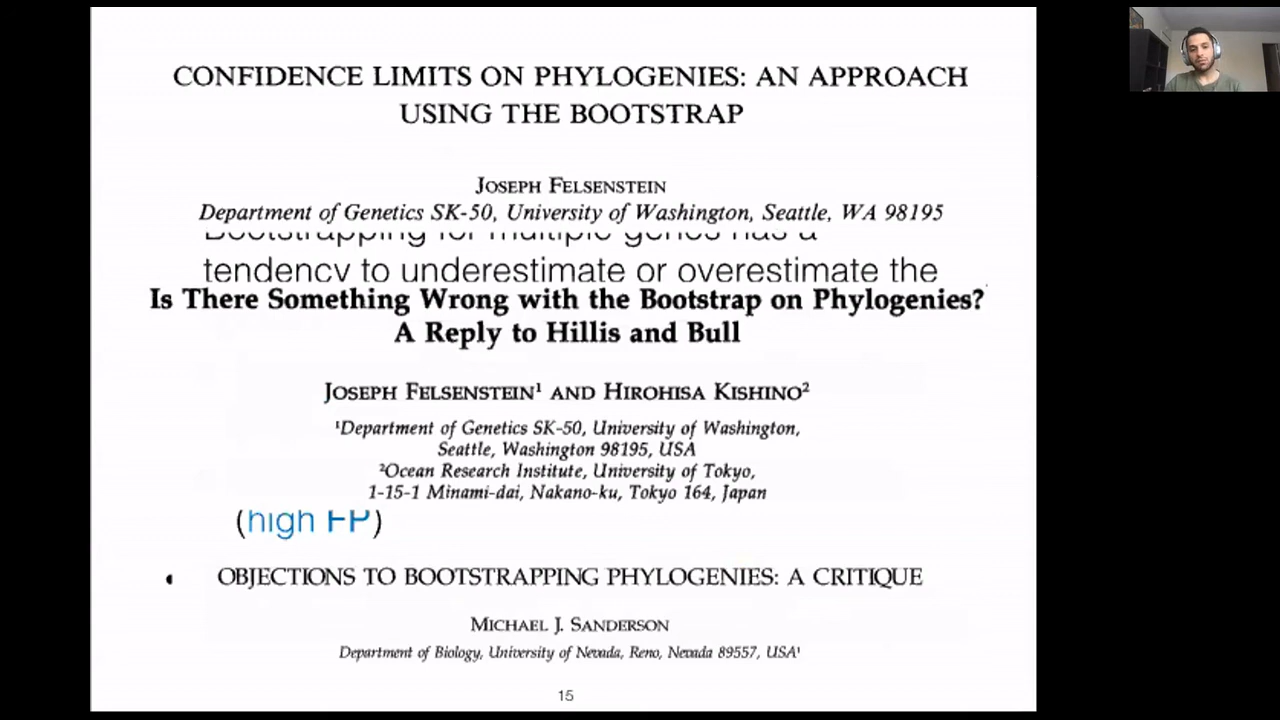 CONFIDENCE LIMITS ON PHYLOGENIES: AN APPROACH
USING THE BOOTSTRAP
JOSEPH FELSENSTEIN
Department of Genetics SK-50, University of Washington, Seattle, WA 98195
Bootstrapping for multiple genes has a
tendency to underestimate or overestimate the
Is There Something Wrong with the Bootstrap on Phylogenies?
A Reply to Hillis and Bull
JOSEPH FELSENSTEIN¹ AND HIROHISA KISHINO²
¹Department of Genetics SK-50, University of Washington,
Seattle, Washington 98195, USA
²Ocean Research Institute, University of Tokyo,
1-15-1 Minami-dai, Nakano-ku, Tokyo 164, Japan
(high FP)
OBJECTIONS TO BOOTSTRAPPING PHYLOGENIES: A CRITIQUE
MICHAEL J. SANDERSON
Department of Biology, University of Nevada, Reno, Nevada 89557, USA¹
15